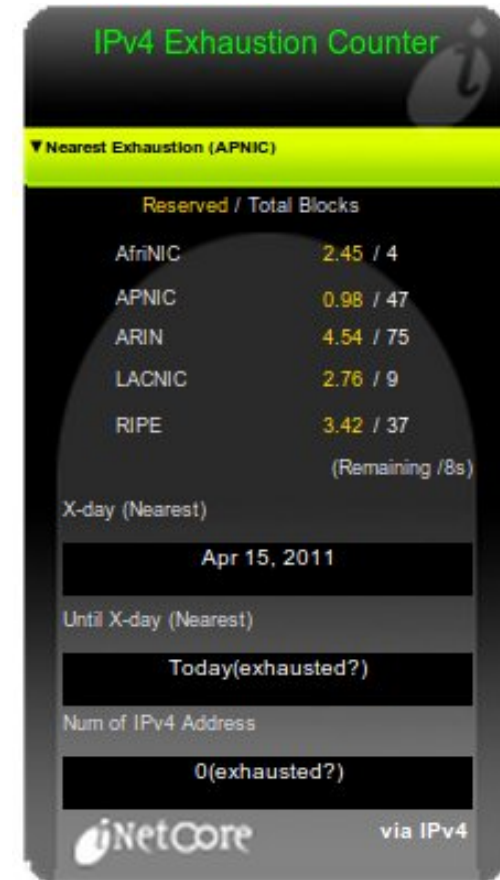 IPv4 Exhaustion Counter
▼Nearest Exhaustion (APNIC)
Reserved / Total Blocks
AfriNIC 2.45 / 4
APNIC 0.98 / 47
ARIN 4.54 / 75
LACNIC 2.76 / 9
RIPE 3.42 / 37
(Remaining /8s)
X-day (Nearest)
Apr 15, 2011
Until X-day (Nearest)
Today(exhausted?)
Num of IPv4 Address
0(exhausted?)
iNetCore via IPv4